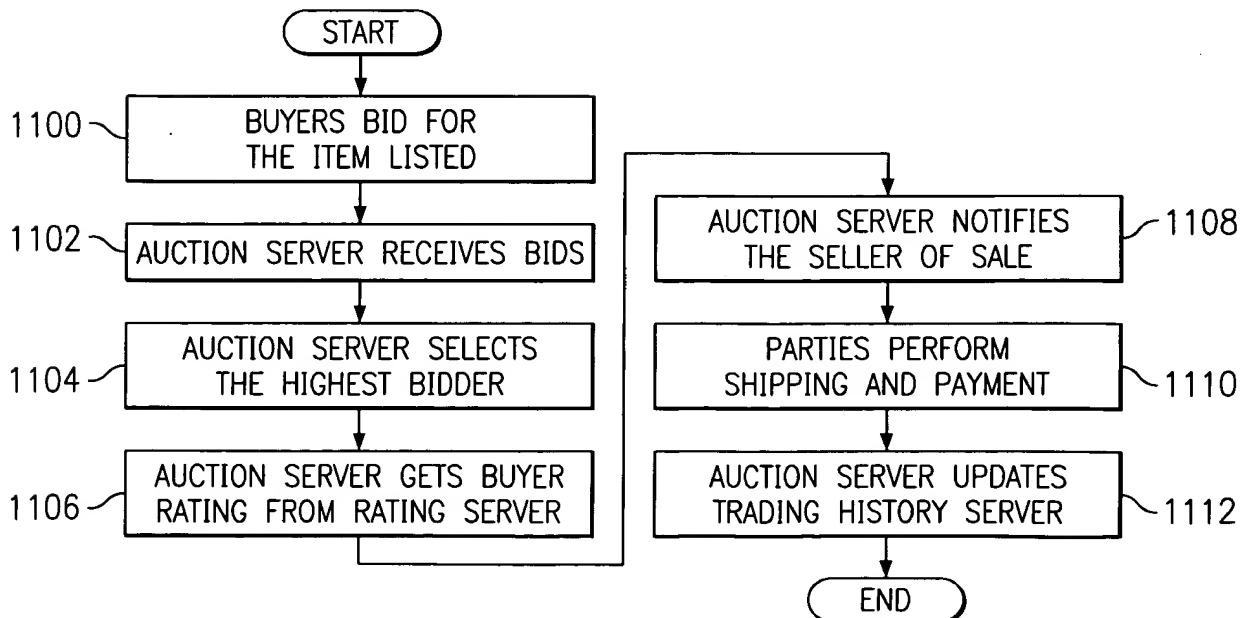 START
1100
BUYERS BID FOR
THE ITEM LISTED
1102
AUCTION SERVER RECEIVES BIDS
1104
AUCTION SERVER SELECTS
THE HIGHEST BIDDER
1106
AUCTION SERVER GETS BUYER
RATING FROM RATING SERVER
AUCTION SERVER NOTIFIES
THE SELLER OF SALE
1108
PARTIES PERFORM
SHIPPING AND PAYMENT
1110
AUCTION SERVER UPDATES
TRADING HISTORY SERVER
1112
END